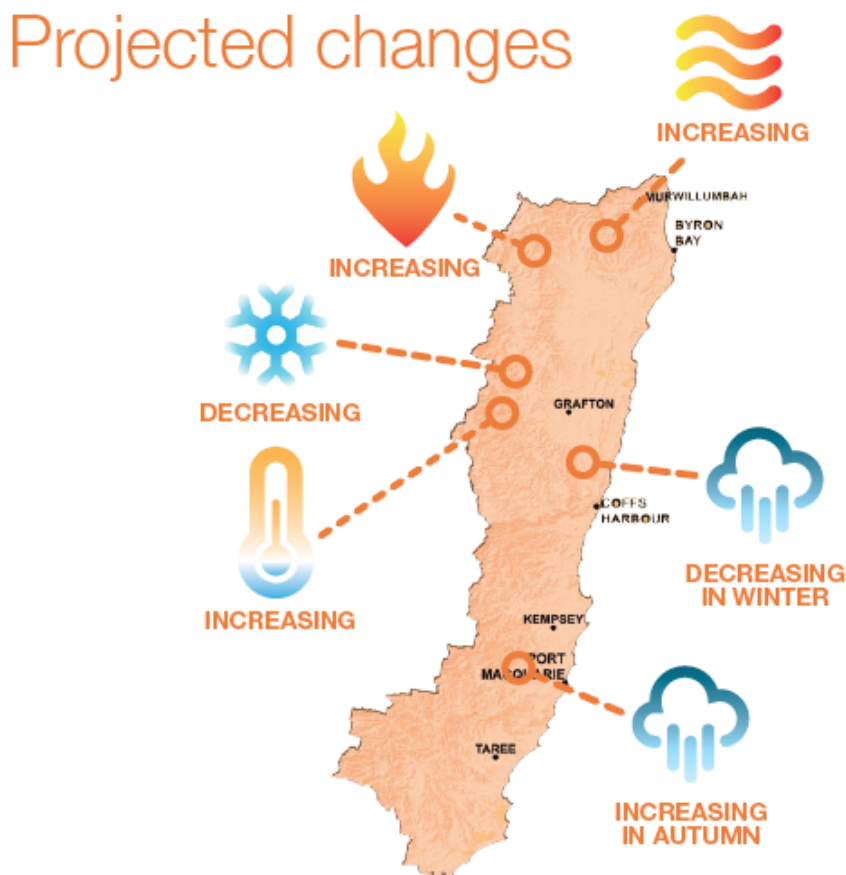 Projected changes
INCREASING
INCREASING
MURWILLUMBAH
BYRON
BAY
DECREASING
GRAFTON
COFFS
HARBOUR
INCREASING
DECREASING
IN WINTER
KEMPSEY
PORT
MACQUARIE
TAREE
INCREASING
IN AUTUMN